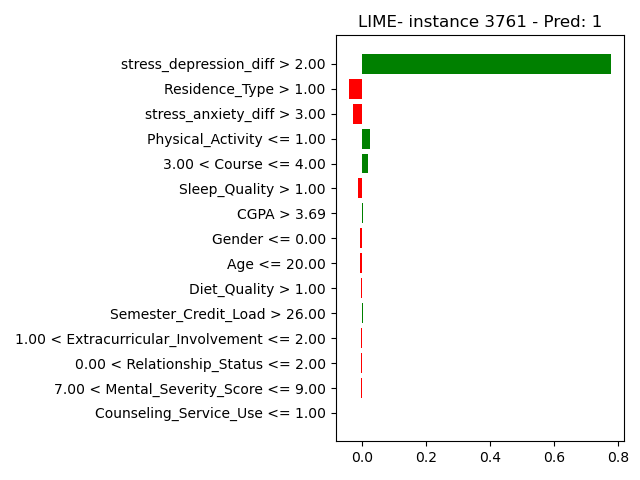 LIME- instance 3761 - Pred: 1
stress_depression_diff > 2.00
Residence_Type > 1.00
stress_anxiety_diff > 3.00
Physical_Activity <= 1.00
3.00 < Course <= 4.00
Sleep_Quality > 1.00
CGPA > 3.69
Gender <= 0.00
Age <= 20.00
Diet_Quality > 1.00
Semester_Credit_Load > 26.00
1.00 < Extracurricular_Involvement <= 2.00
0.00 < Relationship_Status <= 2.00
7.00 < Mental_Severity_Score <= 9.00
Counseling_Service_Use <= 1.00
0.0 0.2 0.4 0.6 0.8